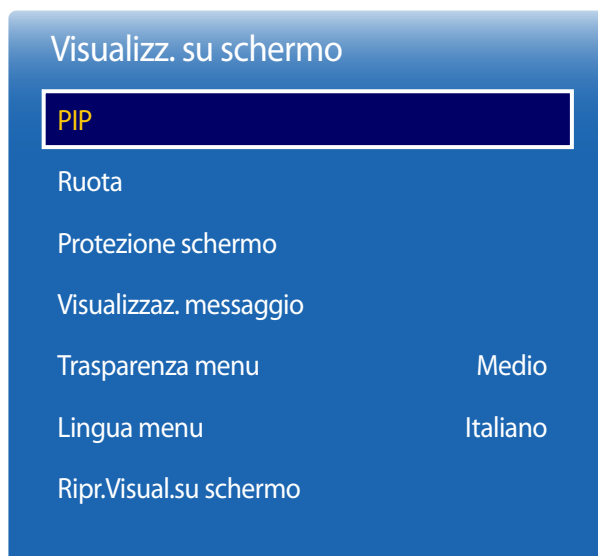 Visualizz. su schermo
PIP
Ruota
Protezione schermo
Visualizzaz. messaggio
Trasparenza menu Medio
Lingua menu Italiano
Ripr.Visual.su schermo